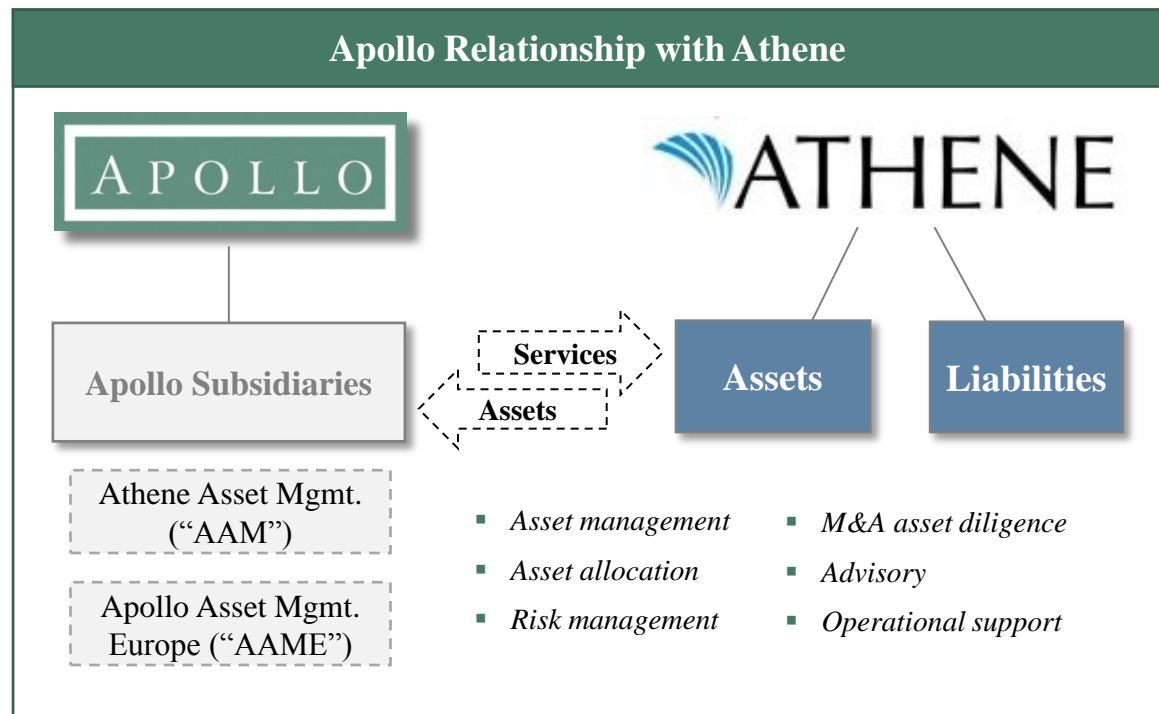 Apollo Relationship with Athene
APOLLO
ATHENE
Apollo Subsidiaries
Services
Assets
Assets
Liabilities
Athene Asset Mgmt.
(“AAM”)
Apollo Asset Mgmt.
Europe (“AAME”)
▪ Asset management
▪ Asset allocation
▪ Risk management
▪ M&A asset diligence
▪ Advisory
▪ Operational support